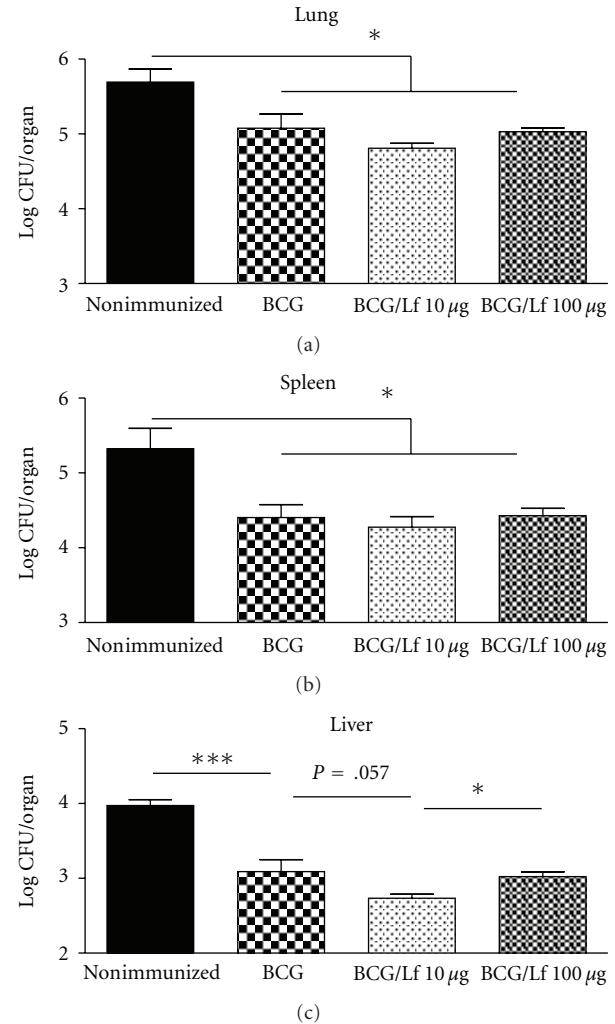 Lung
*
6
5
4
3
Log CFU/organ
Nonimmunized BCG BCG/Lf 10 µg BCG/Lf 100 µg
(a)
Spleen
*
6
5
4
3
Log CFU/organ
Nonimmunized BCG BCG/Lf 10 µg BCG/Lf 100 µg
(b)
Liver
5
4
3
2
Log CFU/organ
*** P = .057 *
Nonimmunized BCG BCG/Lf 10 µg BCG/Lf 100 µg
(c)